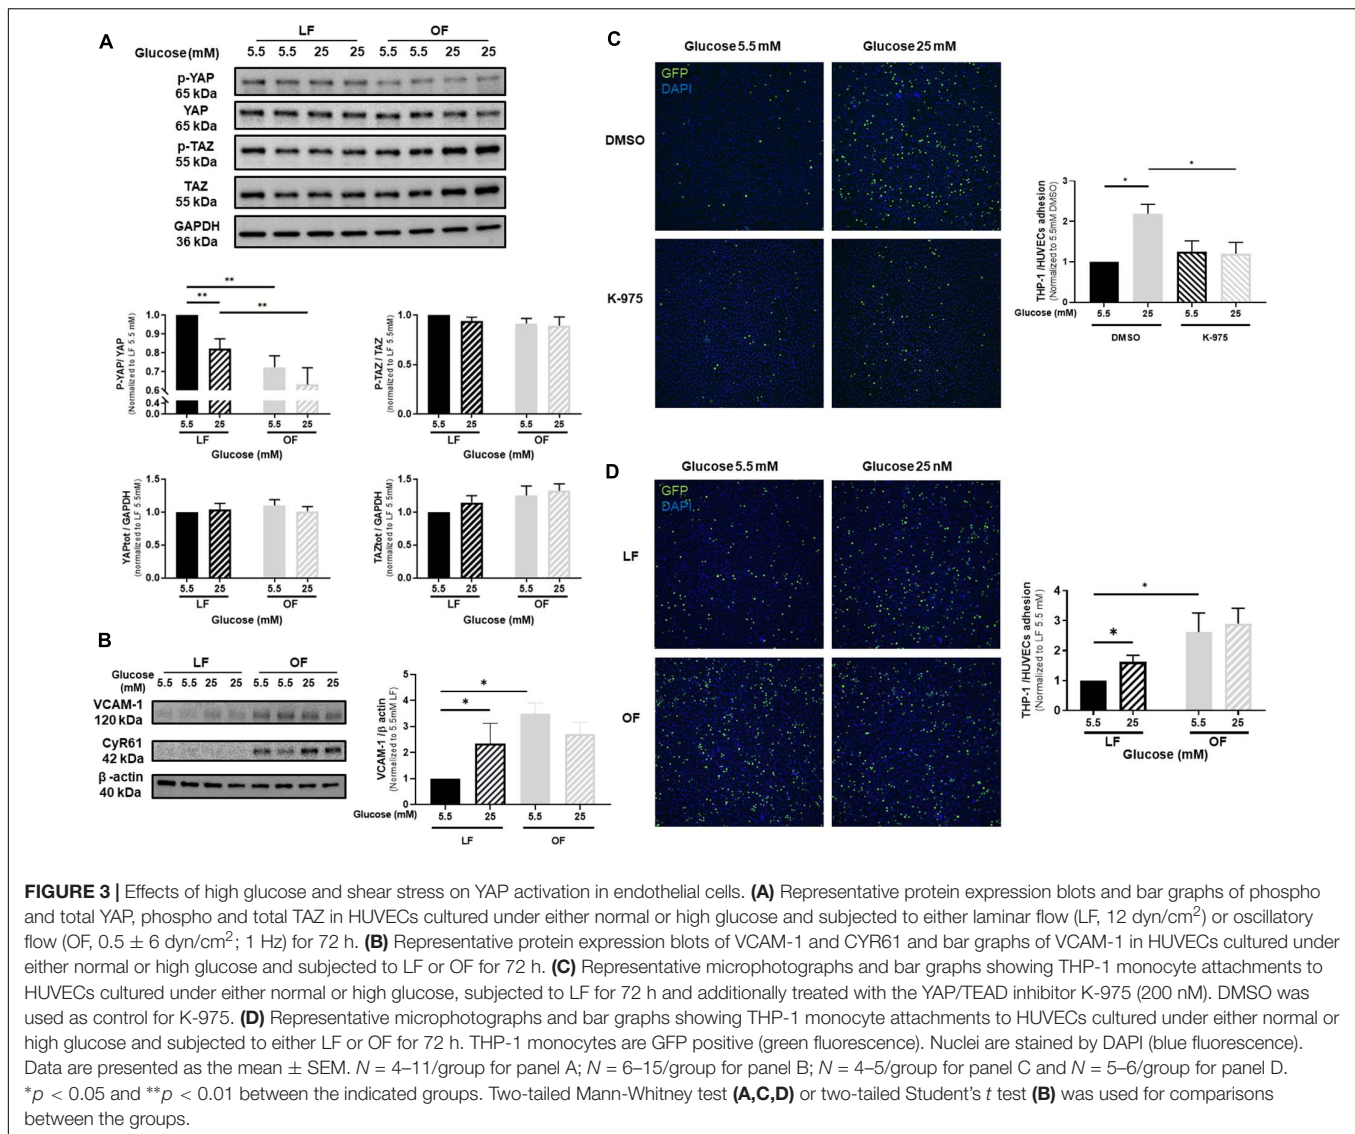 A
LF OF
Glucose (mM) 5.5 5.5 25 25 5.5 5.5 25 25
p-YAP
65 kDa
YAP
65 kDa
p-TAZ
55 kDa
TAZ
55 kDa
GAPDH
36 kDa
P-YAP/ YAP
(Normalized to LF 5.5 mM)
1.0
0.8
0.6
0.4
0.0
** ** **
5.5 25 5.5 25
LF OF
Glucose (mM)
P-TAZ / TAZ
(Normalized to LF 5.5mM)
1.0
0.5
0.0
5.5 25 5.5 25
LF OF
Glucose (mM)
YAPtot / GAPDH
(normalized to LF 5.5mM)
1.5
1.0
0.5
0.0
5.5 25 5.5 25
LF OF
Glucose (mM)
TAZtot / GAPDH
(normalized to LF 5.5mM)
1.5
1.0
0.5
0.0
5.5 25 5.5 25
LF OF
Glucose (mM)
B
LF OF
Glucose
(mM) 5.5 5.5 25 25 5.5 5.5 25 25
VCAM-1
120 kDa
CyR61
42 kDa
β -actin
40 kDa
VCAM-1 /β actin
(Normalized to 5.5mM LF)
5
4
3
2
1
0
* *
Glucose (mM) 5.5 25 5.5 25
LF OF
C
Glucose 5.5 mM Glucose 25 mM
GFP
DAPI
DMSO
K-975
THP-1 /HUVECs adhesion
(Normalized to 5.5mM DMSO)
3
2
1
0
* *
Glucose (mM) 5.5 25 5.5 25
DMSO K-975
D
Glucose 5.5 mM Glucose 25 nM
GFP
DAPI
LF
OF
THP-1 /HUVECs adhesion
(Normalized to LF 5.5 mM)
4
3
2
1
0
* *
5.5 25 5.5 25
LF OF
Glucose (mM)
FIGURE 3 | Effects of high glucose and shear stress on YAP activation in endothelial cells. (A) Representative protein expression blots and bar graphs of phospho
and total YAP, phospho and total TAZ in HUVECs cultured under either normal or high glucose and subjected to either laminar flow (LF, 12 dyn/cm²) or oscillatory
flow (OF, 0.5 ± 6 dyn/cm²; 1 Hz) for 72 h. (B) Representative protein expression blots of VCAM-1 and CYR61 and bar graphs of VCAM-1 in HUVECs cultured under
either normal or high glucose and subjected to LF or OF for 72 h. (C) Representative microphotographs and bar graphs showing THP-1 monocyte attachments to
HUVECs cultured under either normal or high glucose, subjected to LF for 72 h and additionally treated with the YAP/TEAD inhibitor K-975 (200 nM). DMSO was
used as control for K-975. (D) Representative microphotographs and bar graphs showing THP-1 monocyte attachments to HUVECs cultured under either normal or
high glucose and subjected to either LF or OF for 72 h. THP-1 monocytes are GFP positive (green fluorescence). Nuclei are stained by DAPI (blue fluorescence).
Data are presented as the mean ± SEM. N = 4–11/group for panel A; N = 6–15/group for panel B; N = 4–5/group for panel C and N = 5–6/group for panel D.
*p < 0.05 and **p < 0.01 between the indicated groups. Two-tailed Mann-Whitney test (A,C,D) or two-tailed Student's t test (B) was used for comparisons
between the groups.